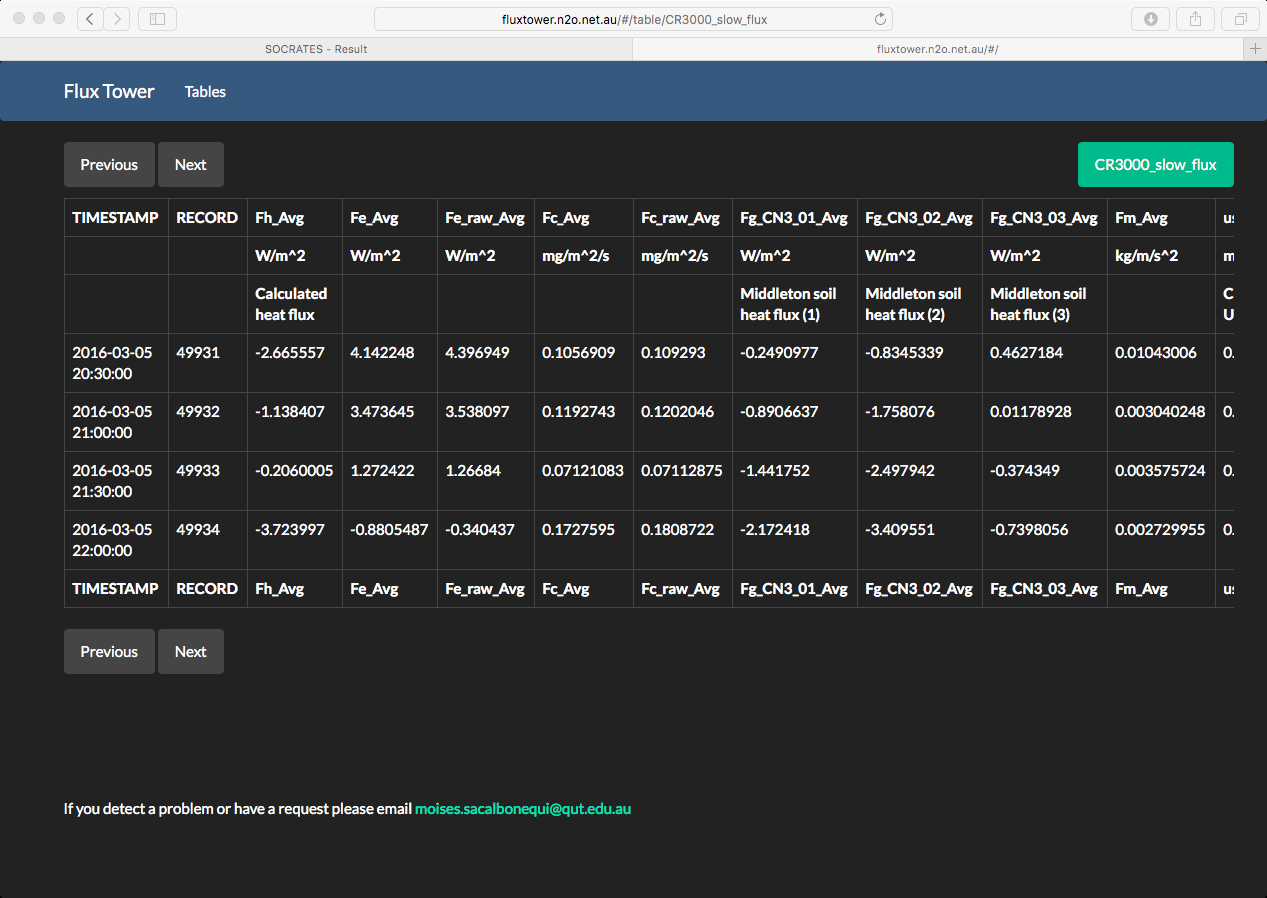 fluxtower.n2o.net.au/#/table/CR3000_slow_flux
SOCRATES - Result fluxtower.n2o.net.au/#/
Flux Tower Tables
Previous Next CR3000_slow_flux
TIMESTAMP RECORD Fh_Avg Fe_Avg Fe_raw_Avg Fc_Avg Fc_raw_Avg Fg_CN3_01_Avg Fg_CN3_02_Avg Fg_CN3_03_Avg Fm_Avg
W/m^2 W/m^2 W/m^2 mg/m^2/s mg/m^2/s W/m^2 W/m^2 W/m^2 kg/m/s^2
Calculated Middleton soil Middleton soil Middleton soil
heat flux heat flux (1) heat flux (2) heat flux (3)
2016-03-05 49931 -2.665557 4.142248 4.396949 0.1056909 0.109293 -0.2490977 -0.8345339 0.4627184 0.01043006 0.
20:30:00
2016-03-05 49932 -1.138407 3.473645 3.538097 0.1192743 0.1202046 -0.8906637 -1.758076 0.01178928 0.003040248 0.
21:00:00
2016-03-05 49933 -0.2060005 1.272422 1.26684 0.07121083 0.07112875 -1.441752 -2.497942 -0.374349 0.003575724 0.
21:30:00
2016-03-05 49934 -3.723997 -0.8805487 -0.340437 0.1727595 0.1808722 -2.172418 -3.409551 -0.7398056 0.002729955 0.
22:00:00
TIMESTAMP RECORD Fh_Avg Fe_Avg Fe_raw_Avg Fc_Avg Fc_raw_Avg Fg_CN3_01_Avg Fg_CN3_02_Avg Fg_CN3_03_Avg Fm_Avg
Previous Next
If you detect a problem or have a request please email moises.sacalbonequi@qut.edu.au